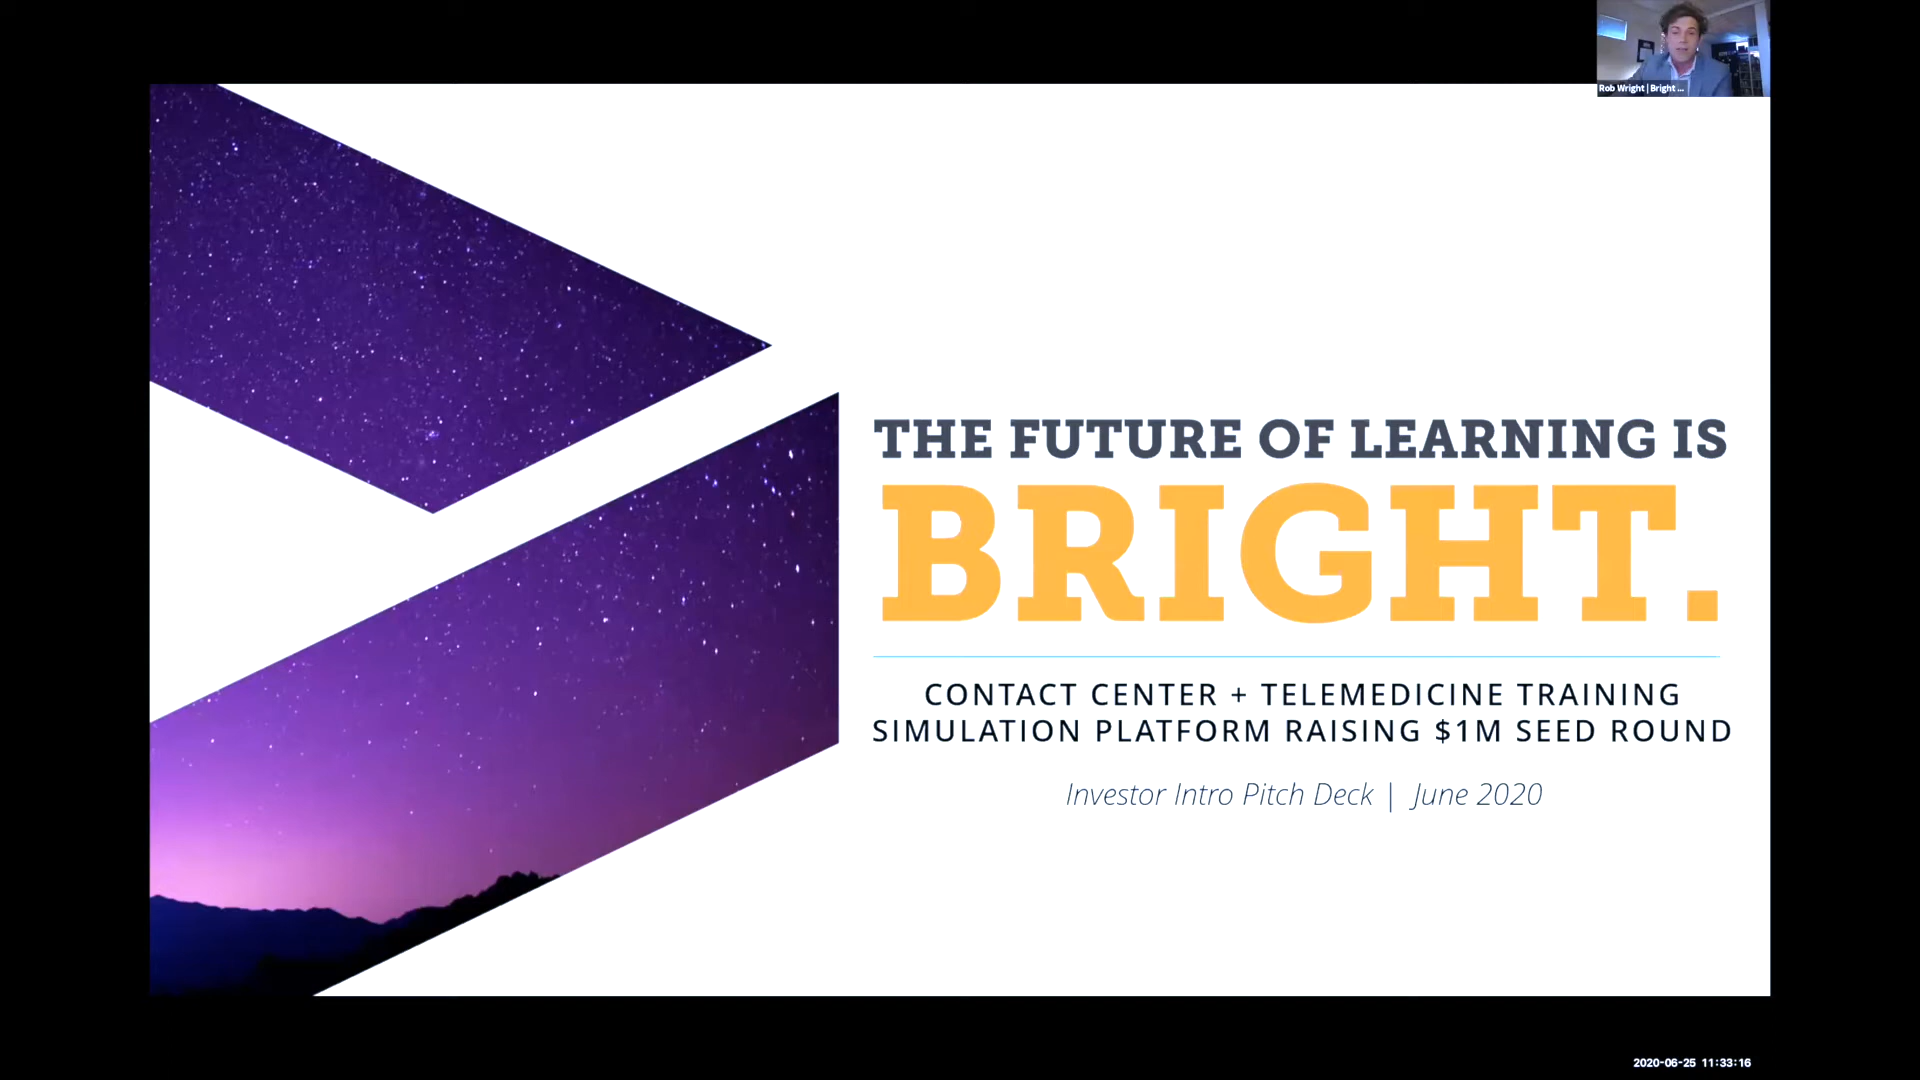 Rob Wright | Bright ...
THE FUTURE OF LEARNING IS
BRIGHT.
CONTACT CENTER + TELEMEDICINE TRAINING
SIMULATION PLATFORM RAISING $1M SEED ROUND
Investor Intro Pitch Deck | June 2020
2020-06-25 11:33:16